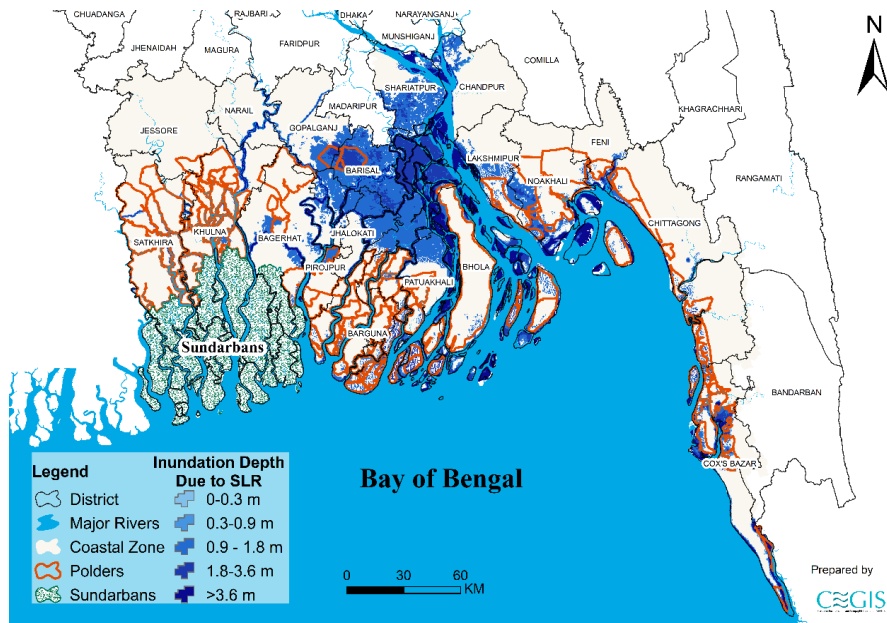 CHUADANGA
RAJBARI
DHAKA
NARAYANGANJ
N
JHENAIDAH
MAGURA
FARIDPUR
MUNSHIGANJ
COMILLA
SHARIATPUR
CHANDPUR
NARAIL
MADARIPUR
KHAGRACHHARI
JESSORE
GOPALGANJ
FENI
LAKSHMIPUR
BARISAL
NOAKHALI
RANGAMATI
CHITTAGONG
KHULNA
SATKHIRA
BAGERHAT
JHALOKATI
PIROJPUR
BHOLA
PATUAKHALI
BARGUNA
Sundarbans
BANDARBAN
COX'S BAZAR
Bay of Bengal
Legend
District
Major Rivers
Coastal Zone
Polders
Sundarbans
Inundation Depth
Due to SLR
0-0.3 m
0.3-0.9 m
0.9 - 1.8 m
1.8-3.6 m
>3.6 m
0 30 60
KM
Prepared by
CEGIS